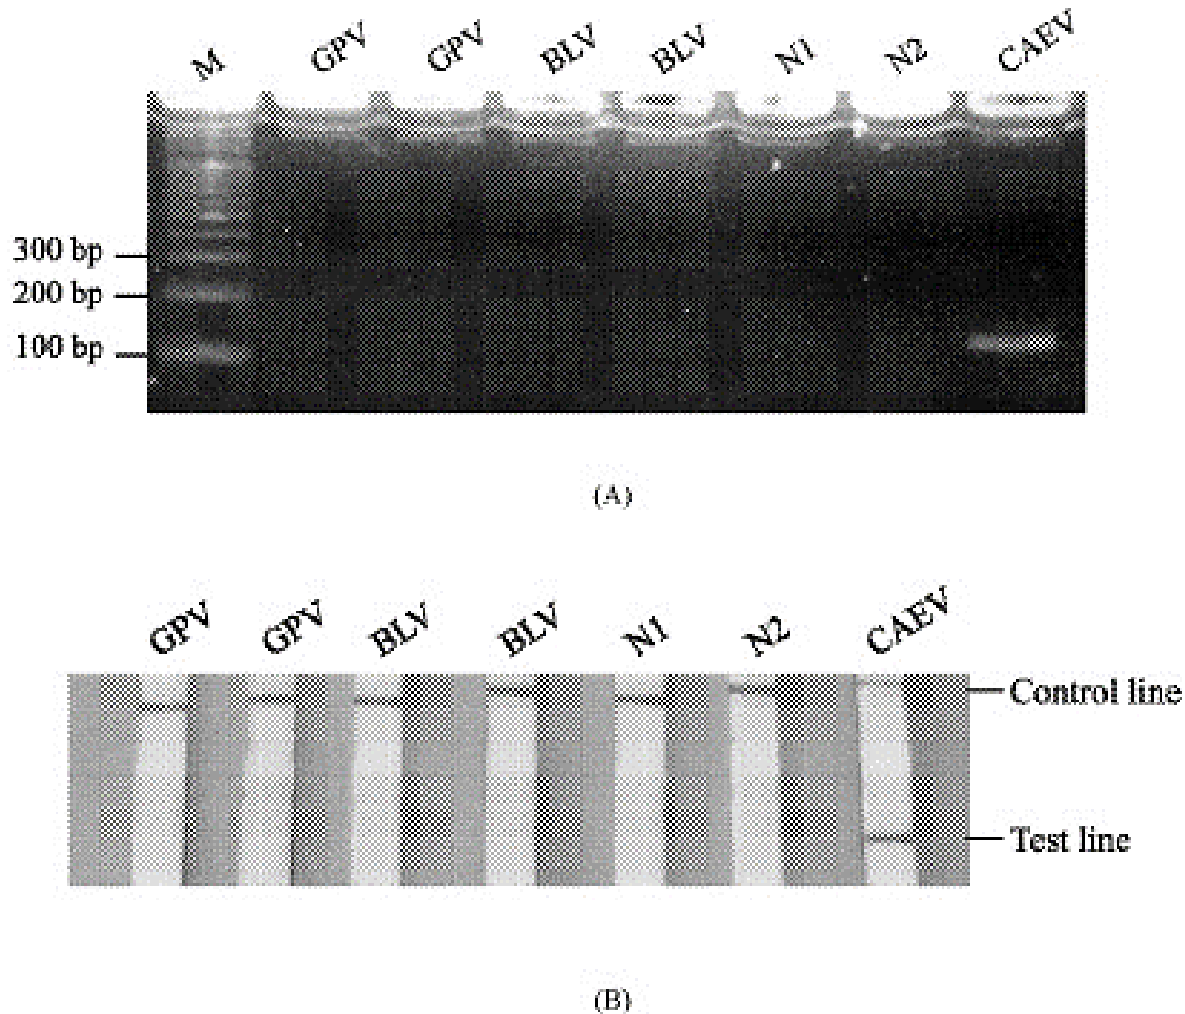 M GPV GPV BLV BLV N1 N2 CAEV
300 bp
200 bp
100 bp
(A)
GPV GPV BLV BLV N1 N2 CAEV
Control line
Test line
(B)